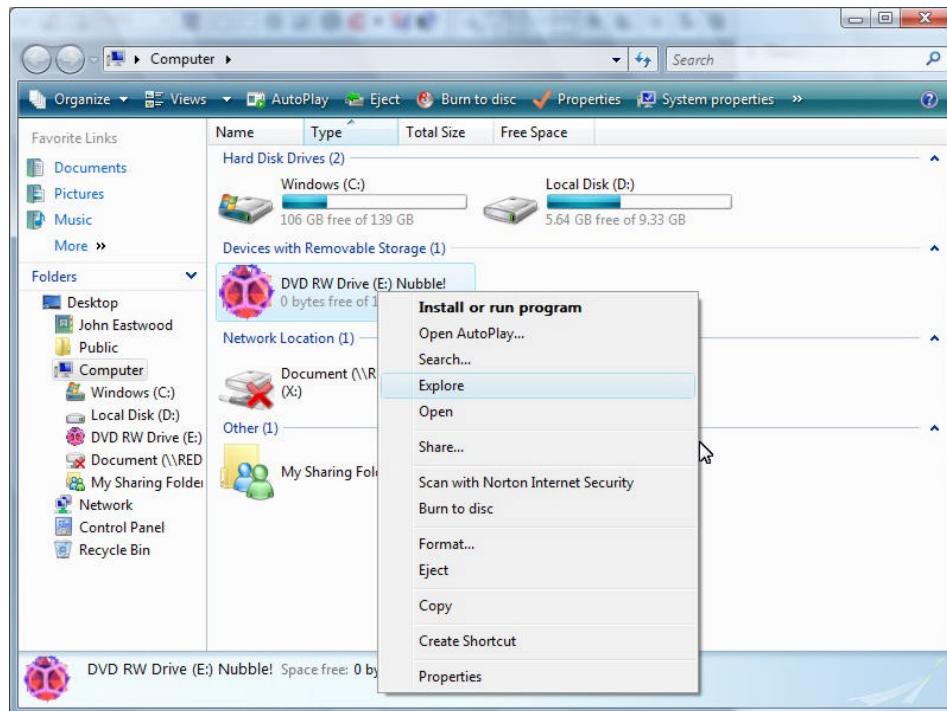 Computer
Search
Organize Views AutoPlay Eject Burn to disc Properties System properties »
Favorite Links
Documents
Pictures
Music
More »
Folders
Desktop
John Eastwood
Public
Computer
Windows (C:)
Local Disk (D:)
DVD RW Drive (E:)
Document (\\RED
My Sharing Folder
Network
Control Panel
Recycle Bin
Name Type Total Size Free Space
Hard Disk Drives (2)
Windows (C:)
106 GB free of 139 GB
Local Disk (D:)
5.64 GB free of 9.33 GB
Devices with Removable Storage (1)
DVD RW Drive (E:) Nubble!
0 bytes free of 1
Network Location (1)
Document (\\R
(X:)
Other (1)
My Sharing Fol
Install or run program
Open AutoPlay...
Search...
Explore
Open
Share...
Scan with Norton Internet Security
Burn to disc
Format...
Eject
Copy
Create Shortcut
Properties
DVD RW Drive (E:) Nubble! Space free: 0 by